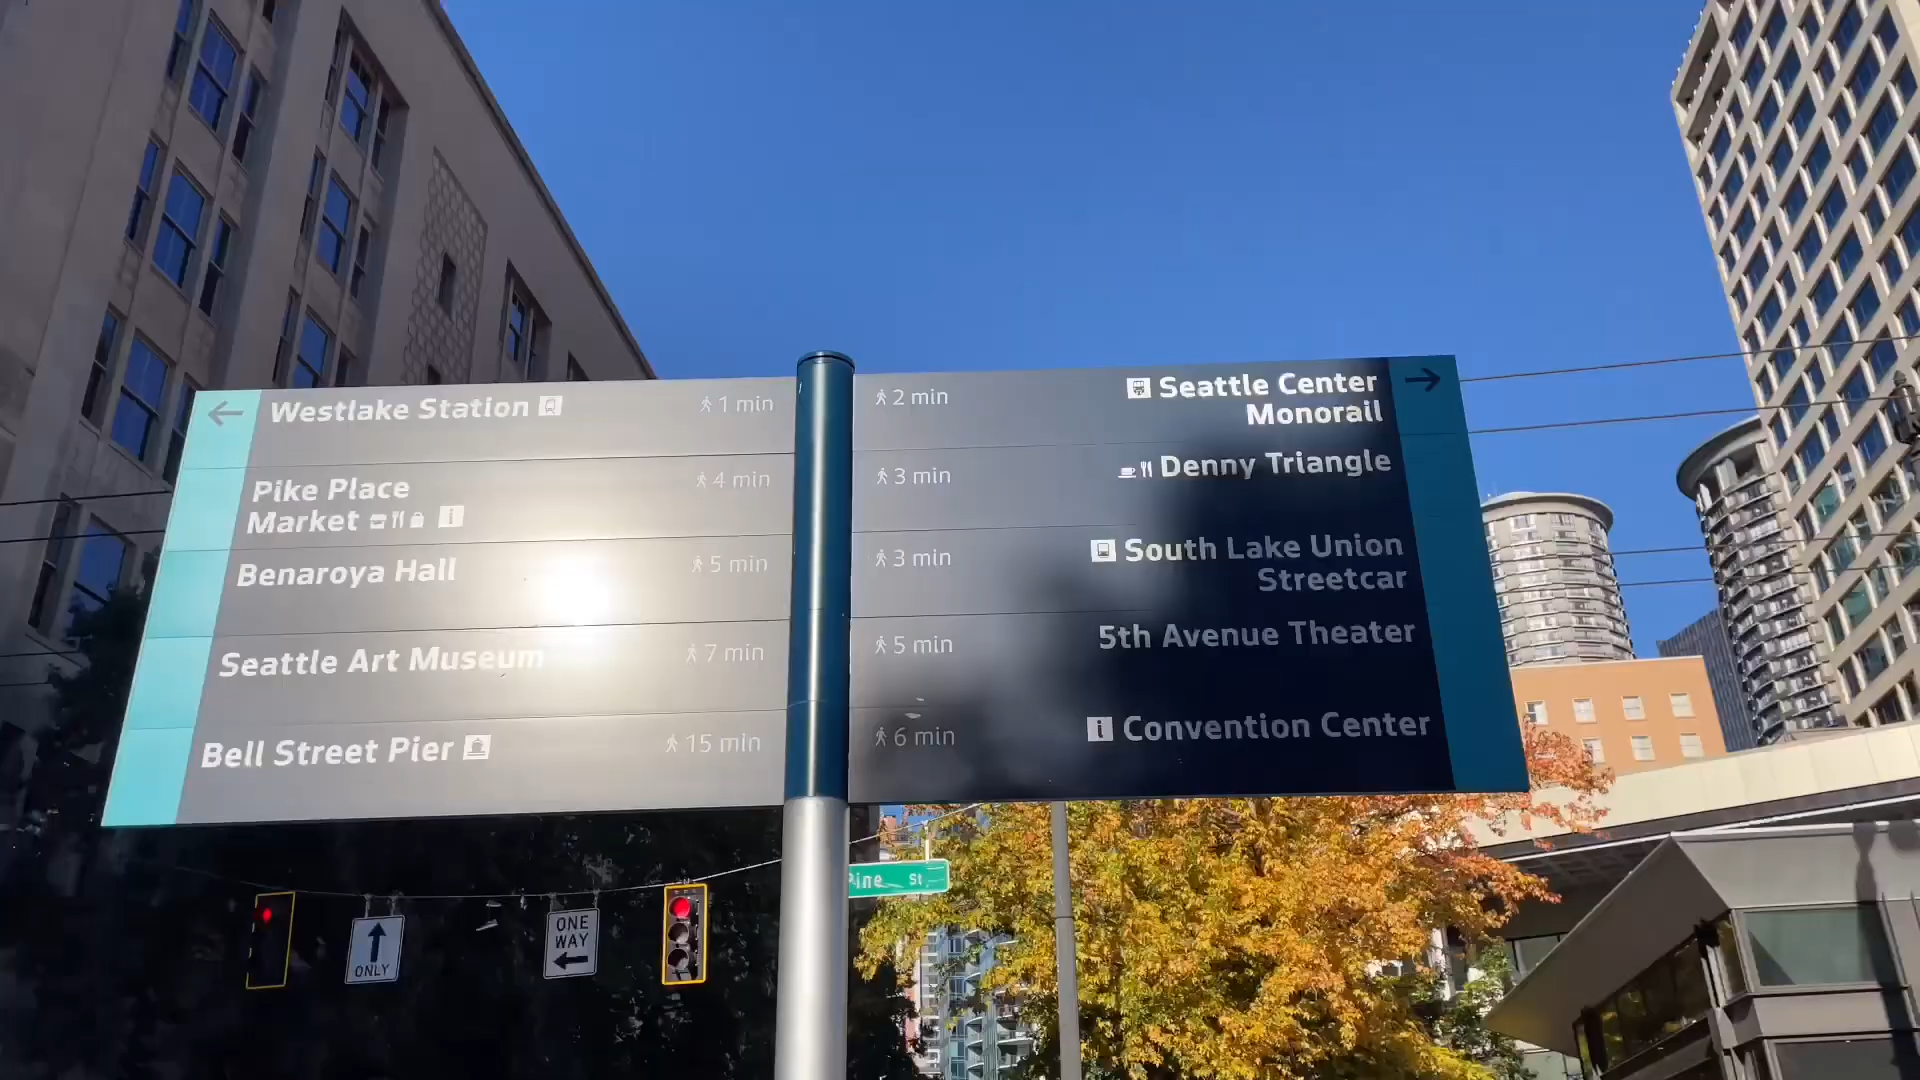 Westlake Station 1 min
Pike Place 4 min
Market
Benaroya Hall 5 min
Seattle Art Museum 7 min
Bell Street Pier 15 min
2 min Seattle Center
Monorail
3 min Denny Triangle
3 min South Lake Union
Streetcar
5 min 5th Avenue Theater
6 min Convention Center
Pine St
ONLY
ONE
WAY